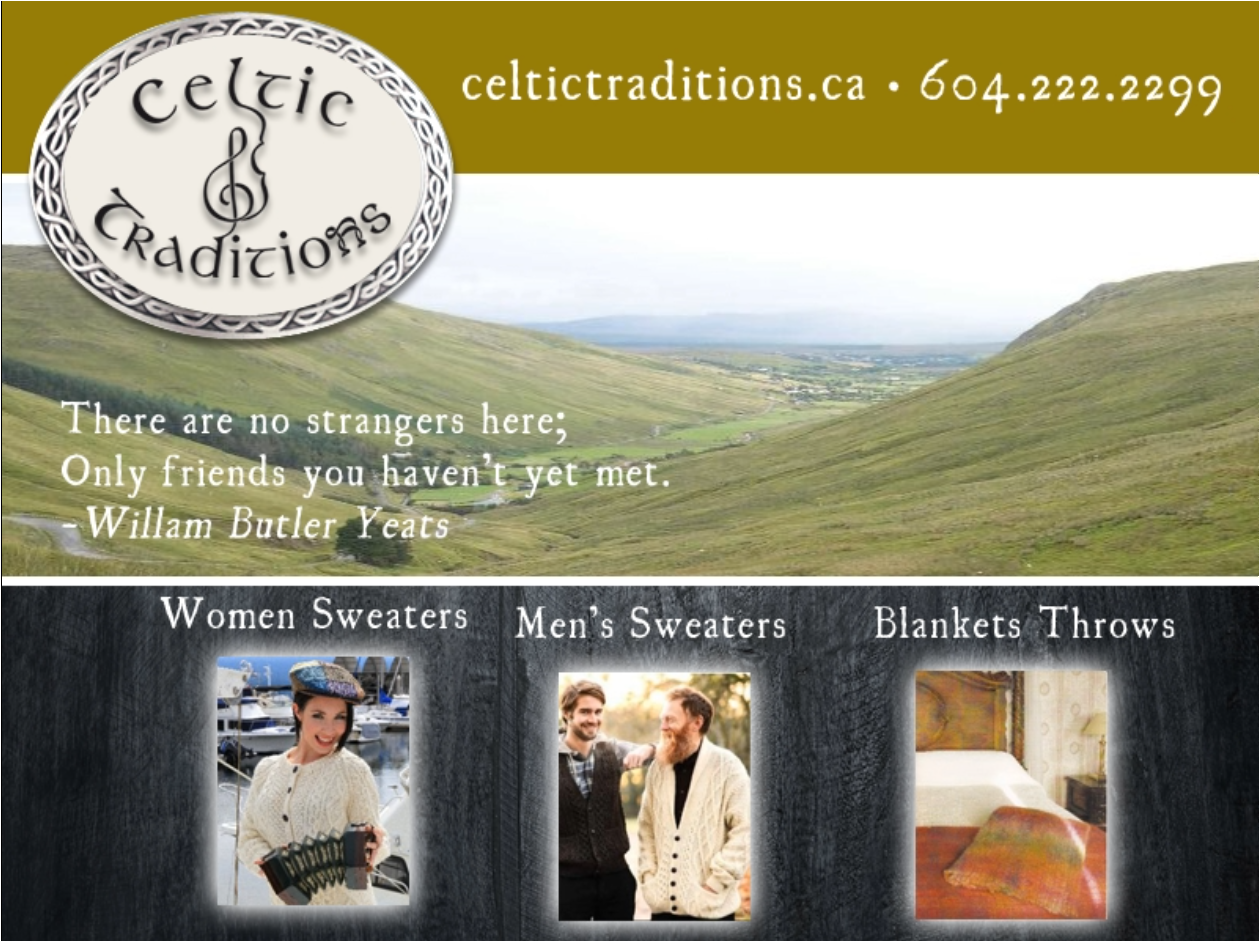 Celtic
Traditions
celtictraditions.ca • 604.222.2299
There are no strangers here;
Only friends you haven't yet met.
-Willam Butler Yeats
Women Sweaters
Men's Sweaters
Blankets Throws